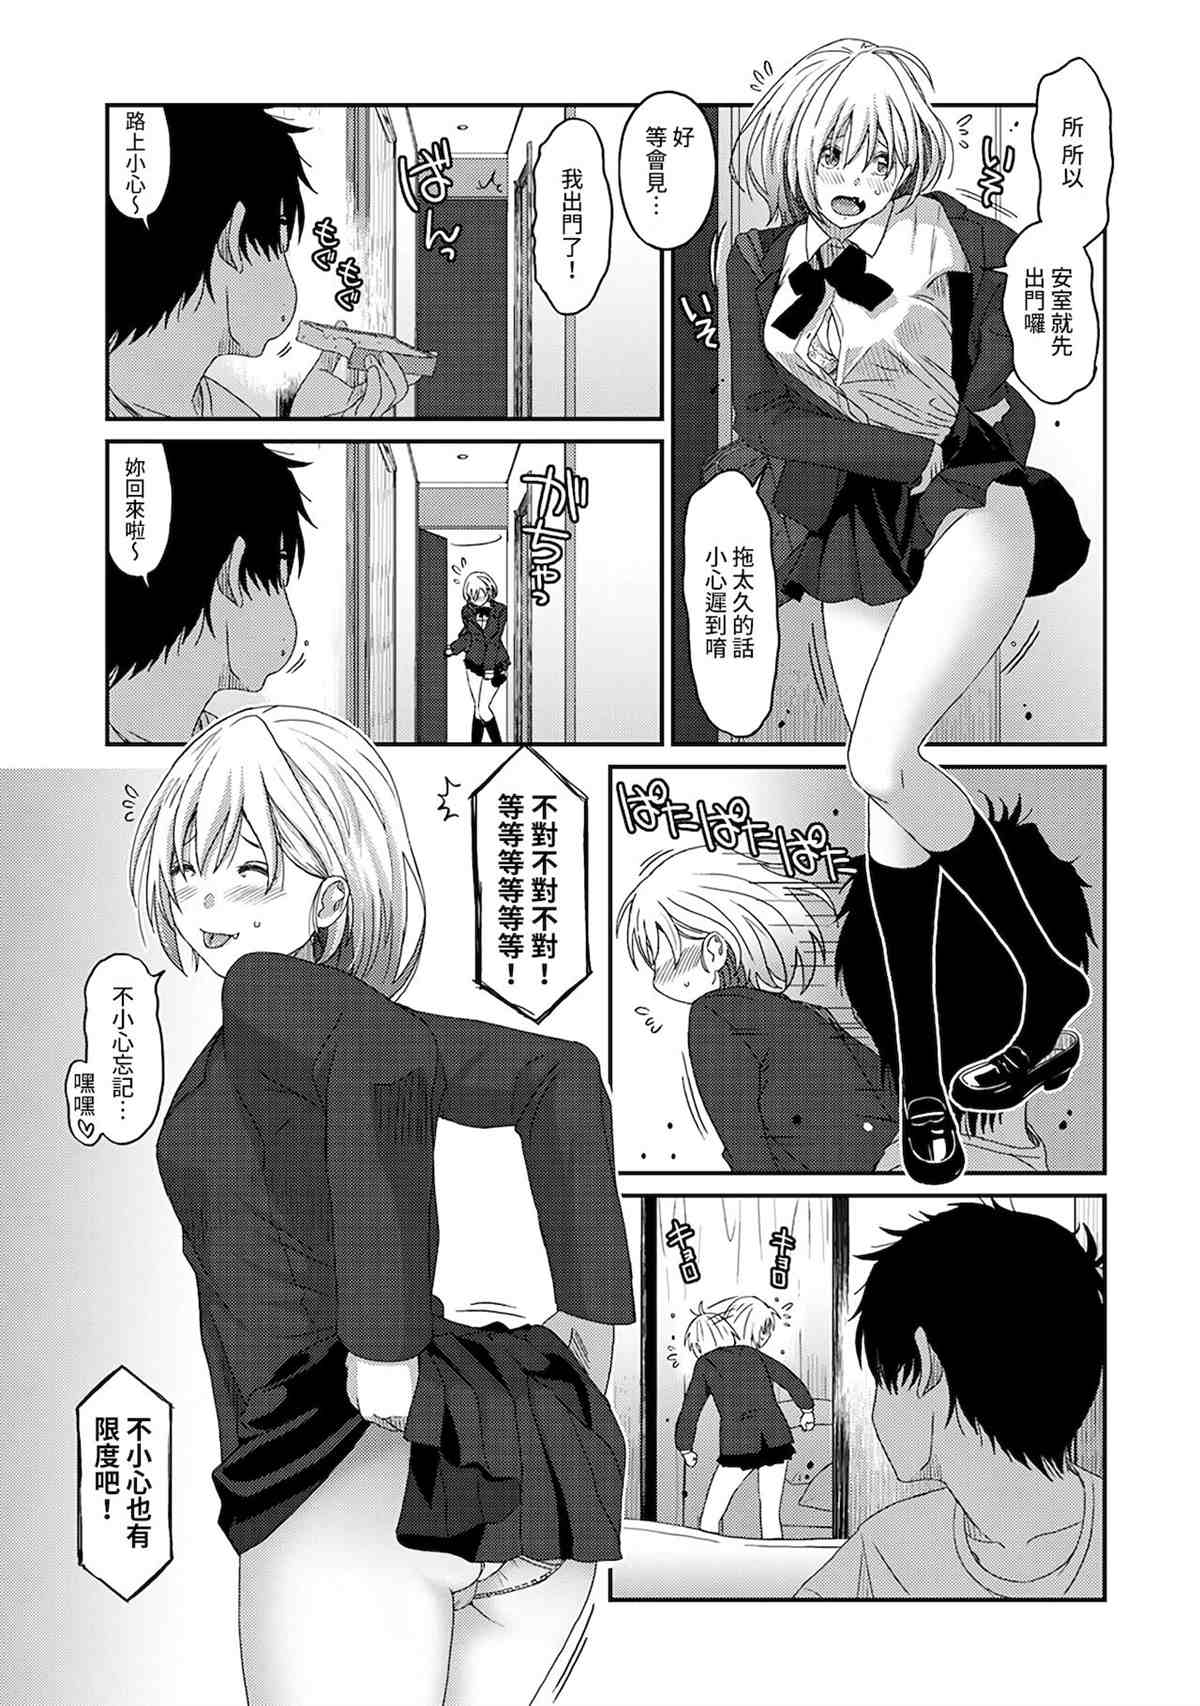 所 所以
安室就先
出門囉
いそ
いそ
拖太久的話
小心遲到唷
好
等會見…
我出門了！
ばんっ
もぐ
もぐ
路上小心～
がちゃっ
妳回來啦～
ぱたぱたぱた
キョロ
キョロ
不對不對不對！
等等等等等等！
不小心忘記…
嘿嘿♡
不小心也有
限度吧！